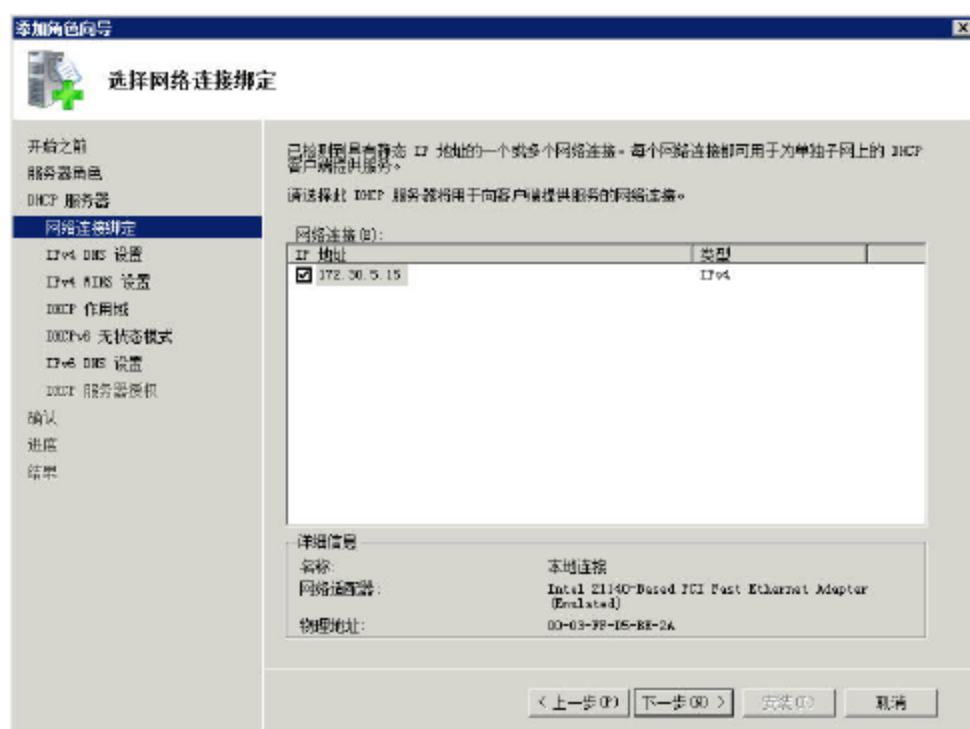 添加角色向导
选择网络连接绑定
开始之前
服务器角色
DHCP 服务器
网络连接绑定
IPv4 DNS 设置
IPv4 WINS 设置
DHCP 作用域
DHCPv6 无状态模式
IPv6 DNS 设置
DHCP 服务器授权
确认
进度
结果
已检测到具有静态 IP 地址的一个或多个网络连接。每个网络连接都可用于为单独子网上的 DHCP
客户端提供服务。
请选择此 DHCP 服务器将用于向客户端提供服务的网络连接。
网络连接(E):
IP 地址 类型
172.30.5.15 IPv4
详细信息
名称: 本地连接
网络适配器: Intel 21140-Based PCI Fast Ethernet Adapter
(Emulated)
物理地址: 00-03-FF-D5-BE-2A
< 上一步(P) 下一步(N) > 安装(I) 取消